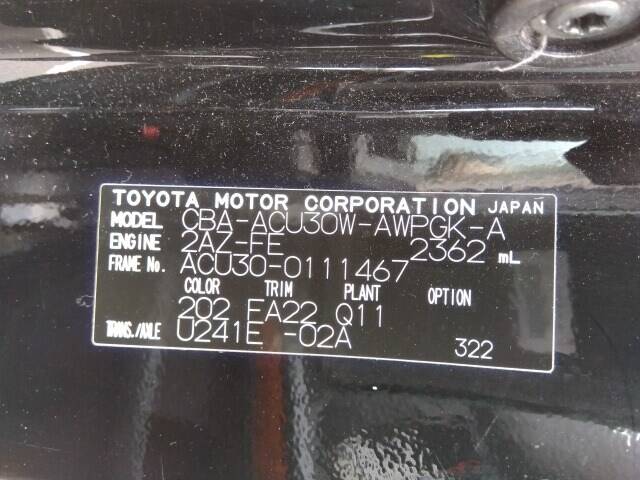 TOYOTA MOTOR CORPORATION JAPAN
MODEL CBA-ACU30W-AWPGK-A
ENGINE 2AZ-FE 2362 mL
FRAME No. ACU30-0111467
COLOR TRIM PLANT OPTION
202 EA22 Q11
TRANS./AXLE U241E -02A 322